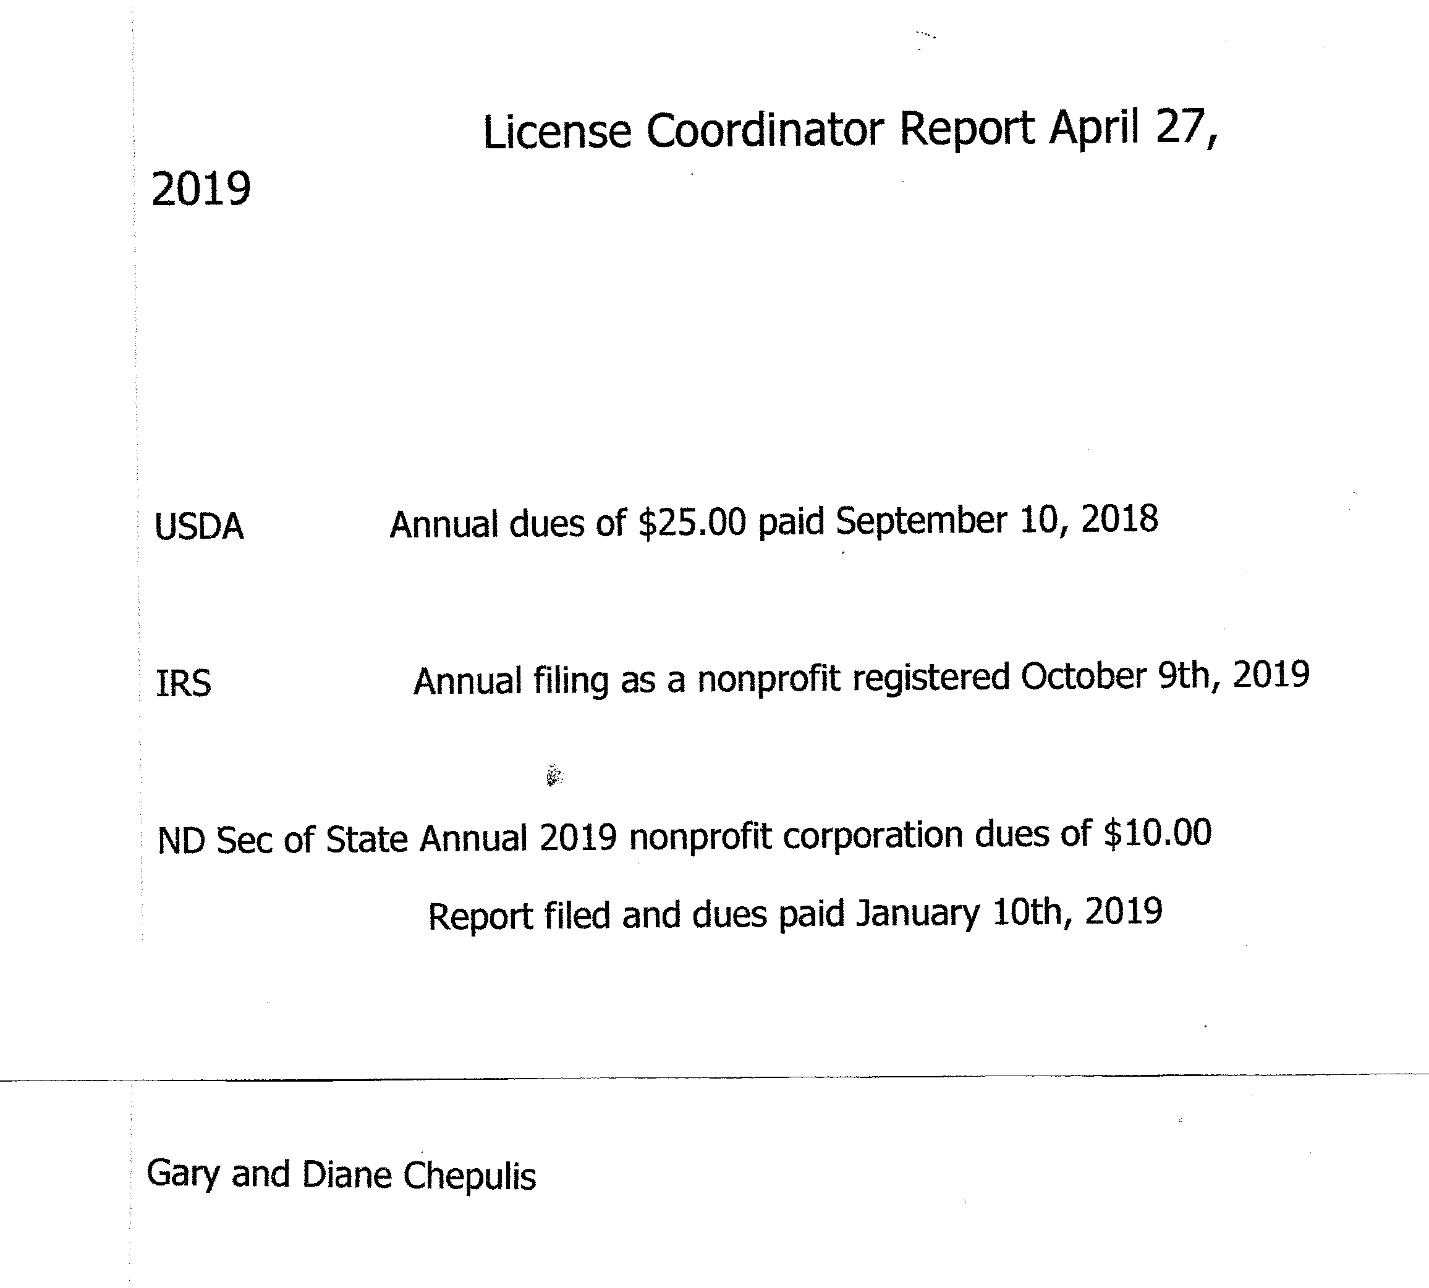 License Coordinator Report April 27,
2019
USDA Annual dues of $25.00 paid September 10, 2018
IRS Annual filing as a nonprofit registered October 9th, 2019
ND Sec of State Annual 2019 nonprofit corporation dues of $10.00
Report filed and dues paid January 10th, 2019
Gary and Diane Chepulis